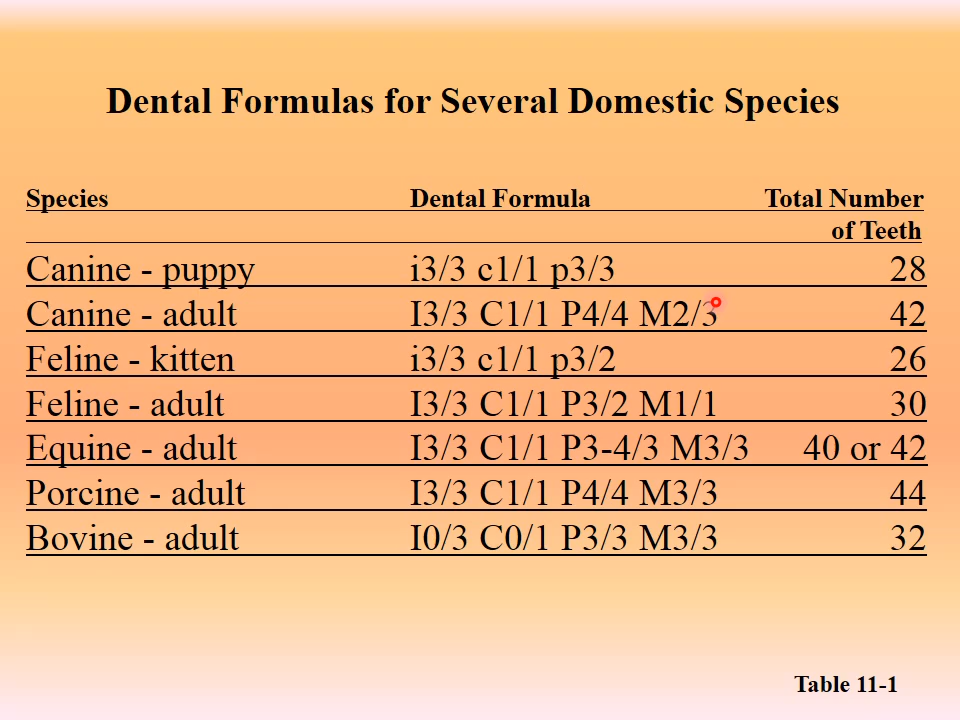 Dental Formulas for Several Domestic Species
Species Dental Formula Total Number
of Teeth
Canine - puppy i3/3 c1/1 p3/3 28
Canine - adult I3/3 C1/1 P4/4 M2/3 42
Feline - kitten i3/3 c1/1 p3/2 26
Feline - adult I3/3 C1/1 P3/2 M1/1 30
Equine - adult I3/3 C1/1 P3-4/3 M3/3 40 or 42
Porcine - adult I3/3 C1/1 P4/4 M3/3 44
Bovine - adult I0/3 C0/1 P3/3 M3/3 32
Table 11-1